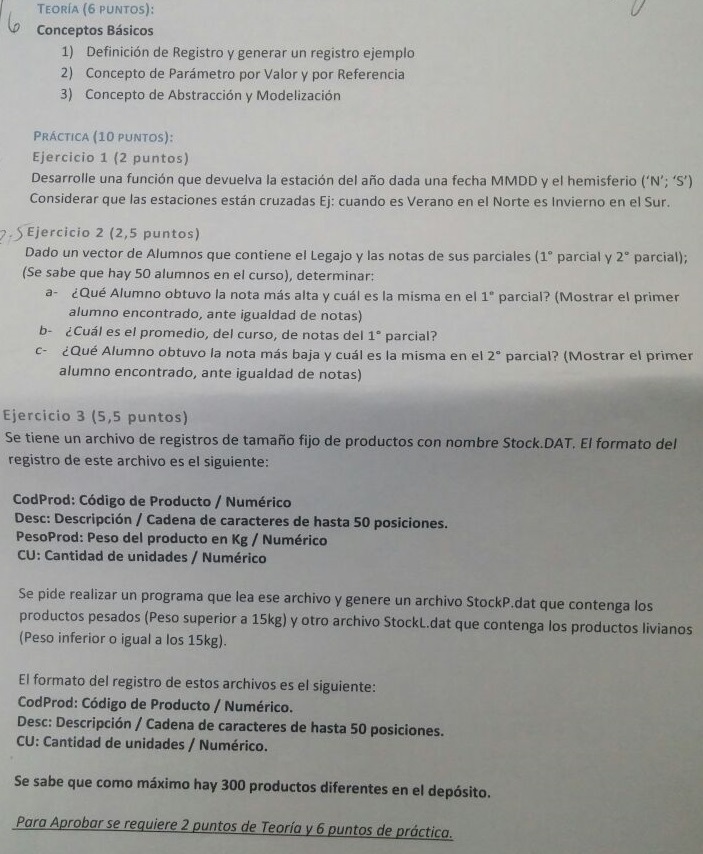 TEORÍA (6 PUNTOS):
6
Conceptos Básicos
1) Definición de Registro y generar un registro ejemplo
2) Concepto de Parámetro por Valor y por Referencia
3) Concepto de Abstracción y Modelización
PRÁCTICA (10 PUNTOS):
Ejercicio 1 (2 puntos)
Desarrolle una función que devuelva la estación del año dada una fecha MMDD y el hemisferio ('N'; 'S')
Considerar que las estaciones están cruzadas Ej: cuando es Verano en el Norte es Invierno en el Sur.
2,5 Ejercicio 2 (2,5 puntos)
Dado un vector de Alumnos que contiene el Legajo y las notas de sus parciales (1° parcial y 2° parcial);
(Se sabe que hay 50 alumnos en el curso), determinar:
a- ¿Qué Alumno obtuvo la nota más alta y cuál es la misma en el 1° parcial? (Mostrar el primer
alumno encontrado, ante igualdad de notas)
b- ¿Cuál es el promedio, del curso, de notas del 1° parcial?
c- ¿Qué Alumno obtuvo la nota más baja y cuál es la misma en el 2° parcial? (Mostrar el primer
alumno encontrado, ante igualdad de notas)
Ejercicio 3 (5,5 puntos)
Se tiene un archivo de registros de tamaño fijo de productos con nombre Stock.DAT. El formato del
registro de este archivo es el siguiente:
CodProd: Código de Producto / Numérico
Desc: Descripción / Cadena de caracteres de hasta 50 posiciones.
PesoProd: Peso del producto en Kg / Numérico
CU: Cantidad de unidades / Numérico
Se pide realizar un programa que lea ese archivo y genere un archivo StockP.dat que contenga los
productos pesados (Peso superior a 15kg) y otro archivo StockL.dat que contenga los productos livianos
(Peso inferior o igual a los 15kg).
El formato del registro de estos archivos es el siguiente:
CodProd: Código de Producto / Numérico.
Desc: Descripción / Cadena de caracteres de hasta 50 posiciones.
CU: Cantidad de unidades / Numérico.
Se sabe que como máximo hay 300 productos diferentes en el depósito.
Para Aprobar se requiere 2 puntos de Teoría y 6 puntos de práctica.